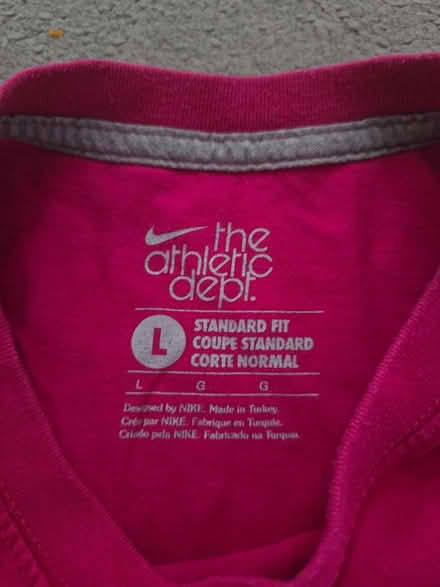 the
athletic
dept.
L
STANDARD FIT
COUPE STANDARD
CORTE NORMAL
L G G
Designed by NIKE. Made in Turkey.
Créé par NIKE. Fabriqué en Turquie.
Criado pela NIKE. Fabricado na Turquia.